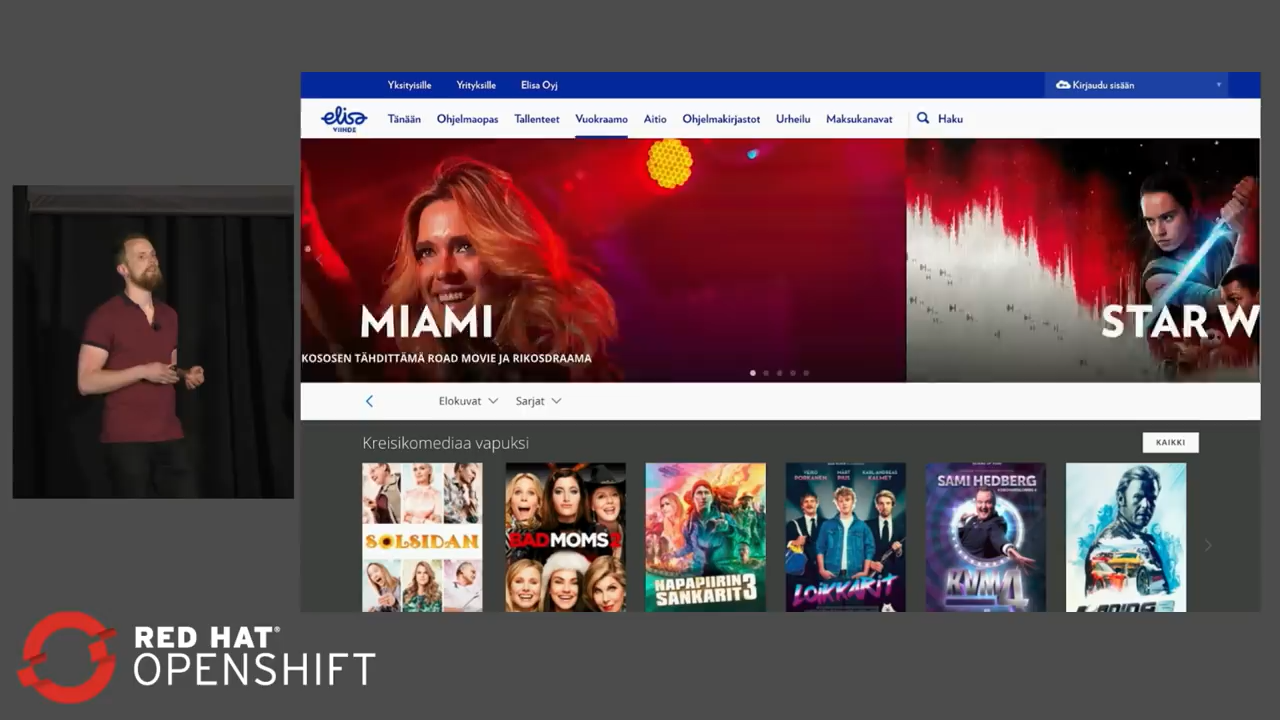 Yksityisille Yrityksille Elisa Oyj Kirjaudu sisään
elisa
VIIHDE
Tänään Ohjelmaopas Tallenteet Vuokraamo Aitio Ohjelmakirjastot Urheilu Maksukanavat Haku
MIAMI
KOSOSEN TÄHDITTÄMÄ ROAD MOVIE JA RIKOSDRAAMA
STAR W
Elokuvat Sarjat
Kreisikomediaa vapuksi
KAIKKI
SOLSIDAN
BAD MOMS 2
NAPAPIIRIN
SANKARIT 3
LOIKKARIT
SAMI HEDBERG
RED HAT®
OPENSHIFT